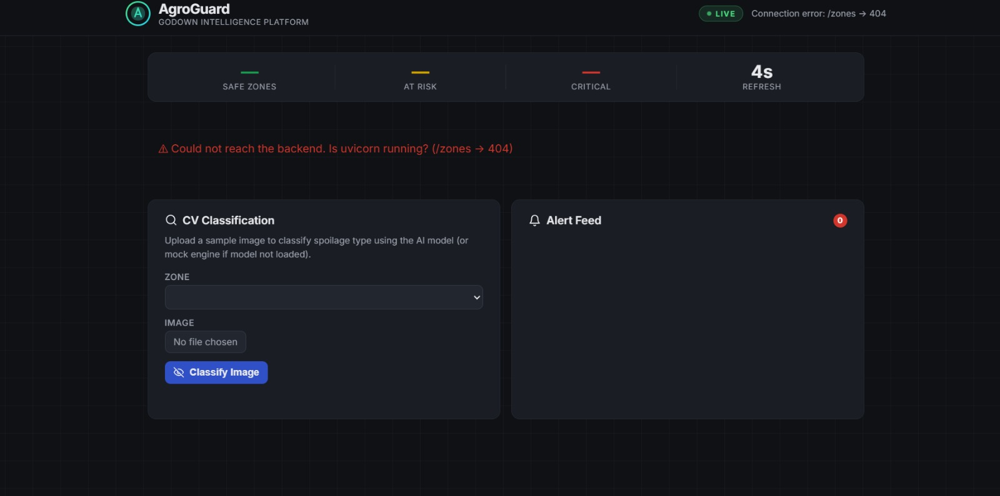 A
AgroGuard
GODOWN INTELLIGENCE PLATFORM
LIVE
Connection error: /zones → 404
—
SAFE ZONES
—
AT RISK
—
CRITICAL
4s
REFRESH
⚠ Could not reach the backend. Is uvicorn running? (/zones → 404)
CV Classification
Upload a sample image to classify spoilage type using the AI model (or
mock engine if model not loaded).
ZONE
IMAGE
No file chosen
Classify Image
Alert Feed
0